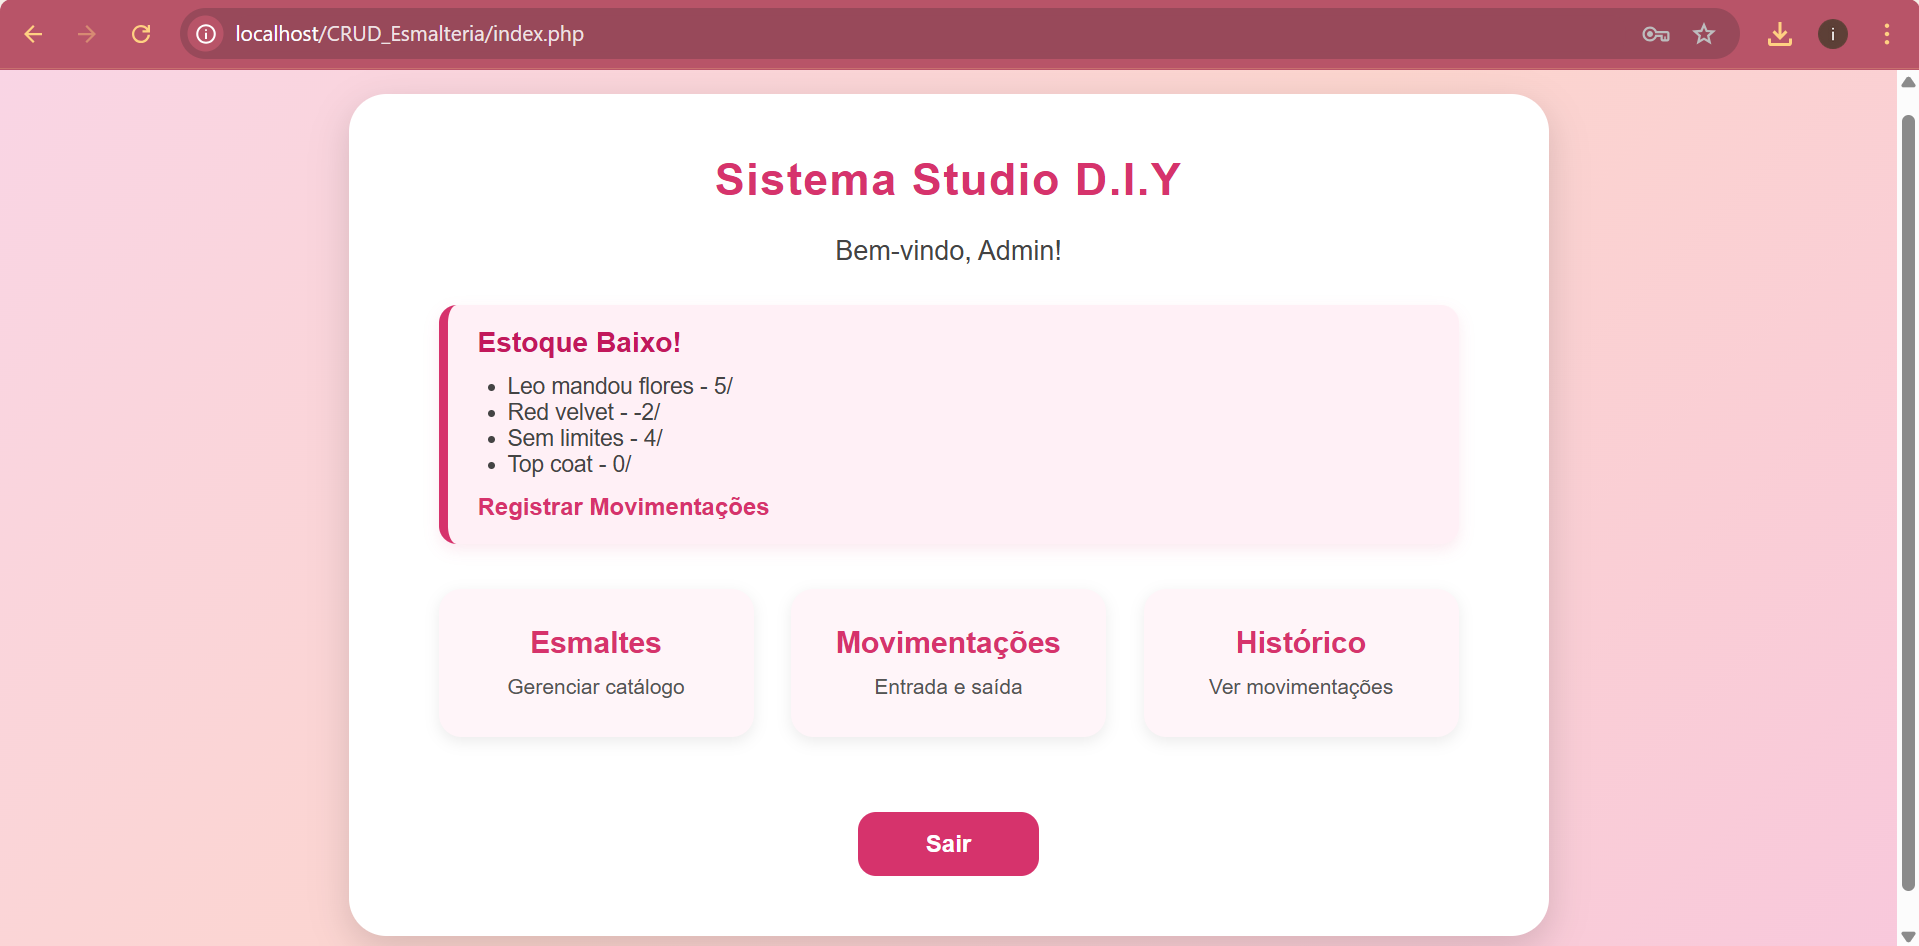 localhost/CRUD_Esmalteria/index.php
i
Sistema Studio D.I.Y
Bem-vindo, Admin!
Estoque Baixo!
Leo mandou flores - 5/
Red velvet - -2/
Sem limites - 4/
Top coat - 0/
Registrar Movimentações
Esmaltes
Gerenciar catálogo
Movimentações
Entrada e saída
Histórico
Ver movimentações
Sair